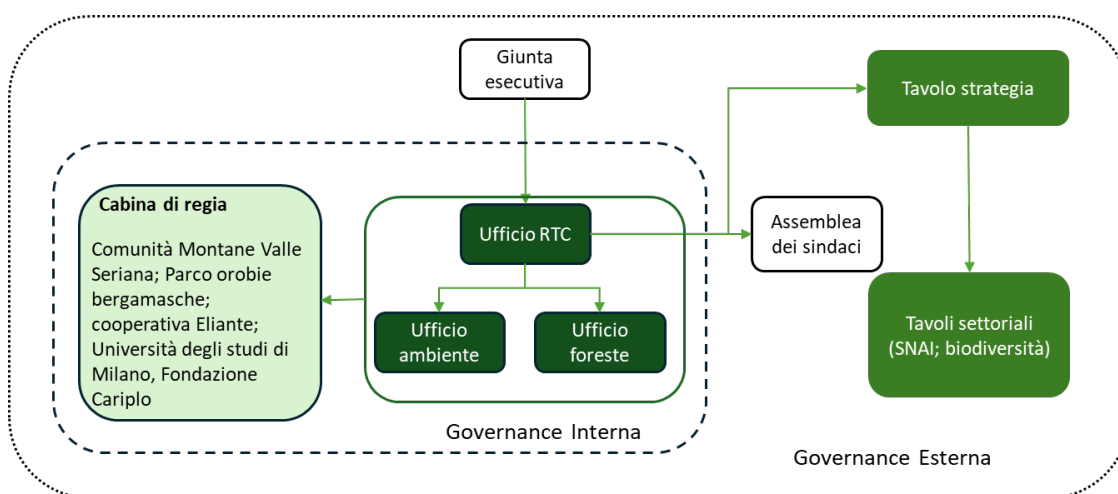 Giunta
esecutiva
Tavolo strategia
Cabina di regia
Comunità Montane Valle
Seriana; Parco orobie
bergamasche;
cooperativa Eliante;
Università degli studi di
Milano, Fondazione
Cariplo
Ufficio RTC
Assemblea
dei sindaci
Ufficio
ambiente
Ufficio
foreste
Tavoli settoriali
(SNAI; biodiversità)
Governance Interna
Governance Esterna